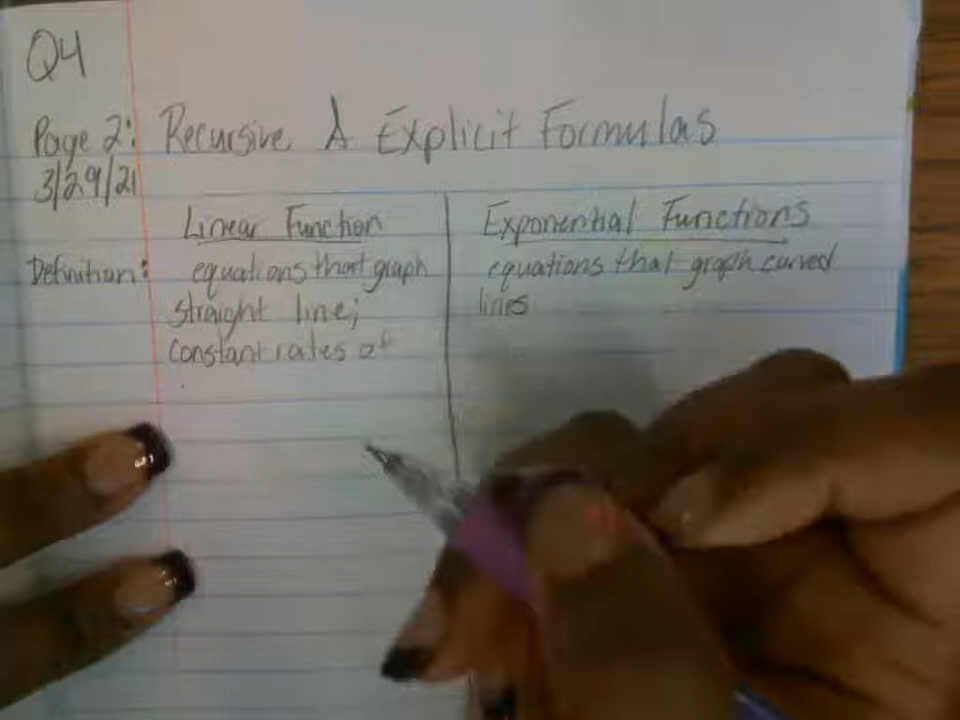 Q4
Page 2: Recursive & Explicit Formulas
3/29/21
Linear Function
Exponential Functions
Definition: equations that graph
straight line;
constant rates of
equations that graph curved
lines